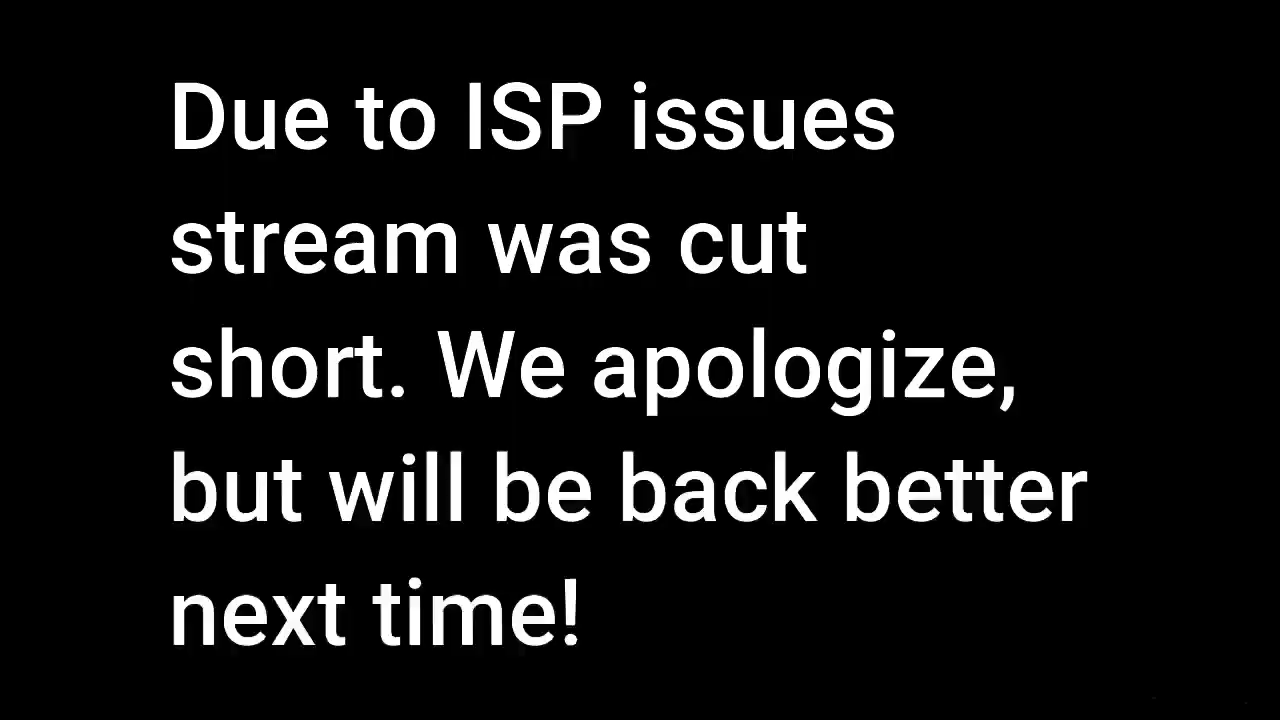 Due to ISP issues
stream was cut
short. We apologize,
but will be back better
next time!